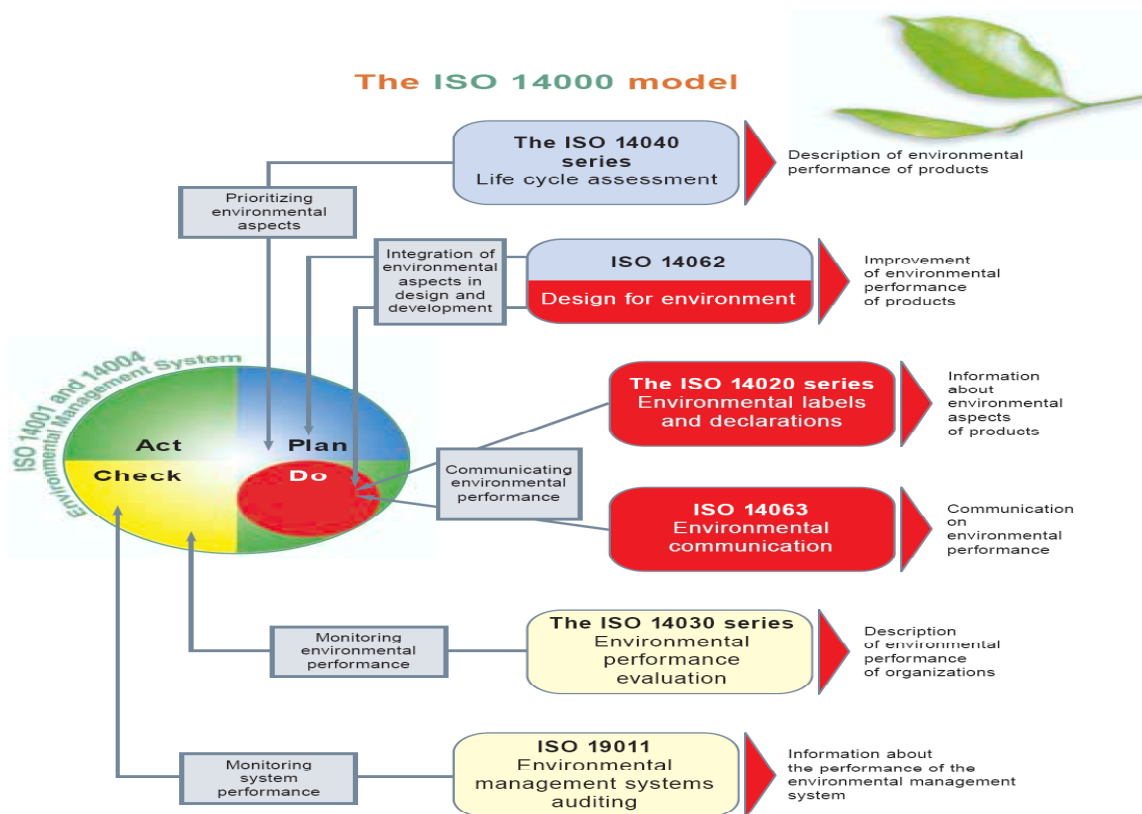 The ISO 14000 model
The ISO 14040
series
Life cycle assessment
Description of environmental
performance of products
Prioritizing
environmental
aspects
Integration of
environmental
aspects in
design and
development
ISO 14062
Design for environment
Improvement
of environmental
performance
of products
ISO 14001 and 14004
Environmental Management System
Act
Plan
Check
Do
The ISO 14020 series
Environmental labels
and declarations
Information
about
environmental
aspects
of products
Communicating
environmental
performance
ISO 14063
Environmental
communication
Communication
on
environmental
performance
Monitoring
environmental
performance
The ISO 14030 series
Environmental
performance
evaluation
Description
of environmental
performance
of organizations
Monitoring
system
performance
ISO 19011
Environmental
management systems
auditing
Information about
the performance of the
environmental management
system